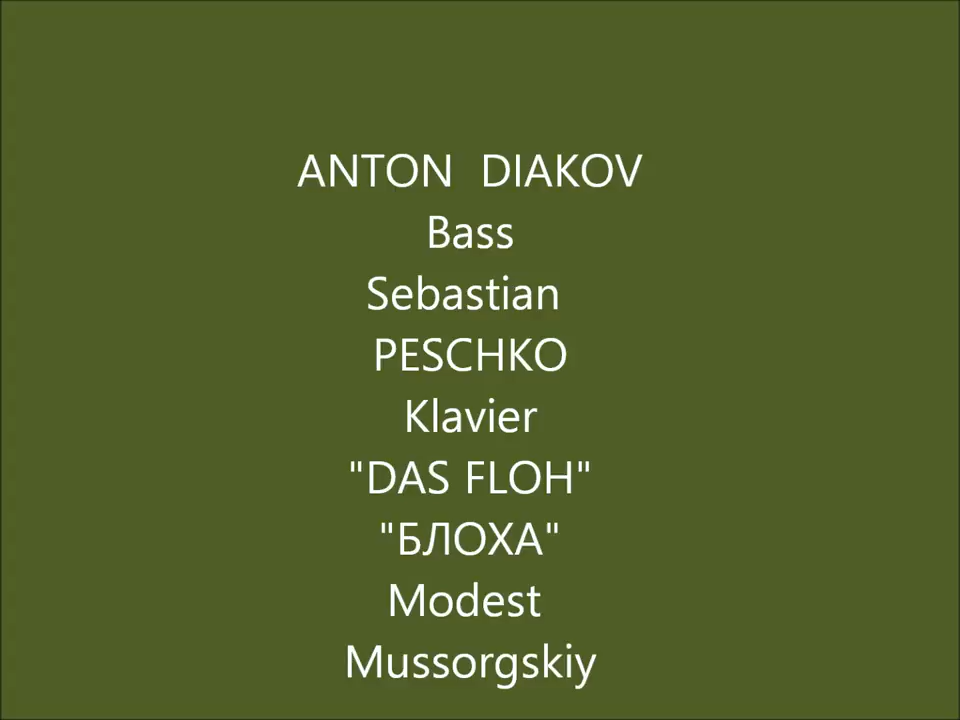 ANTON DIAKOV
Bass
Sebastian
PESCHKO
Klavier
"DAS FLOH"
"БЛОХА"
Modest
Mussorgskiy